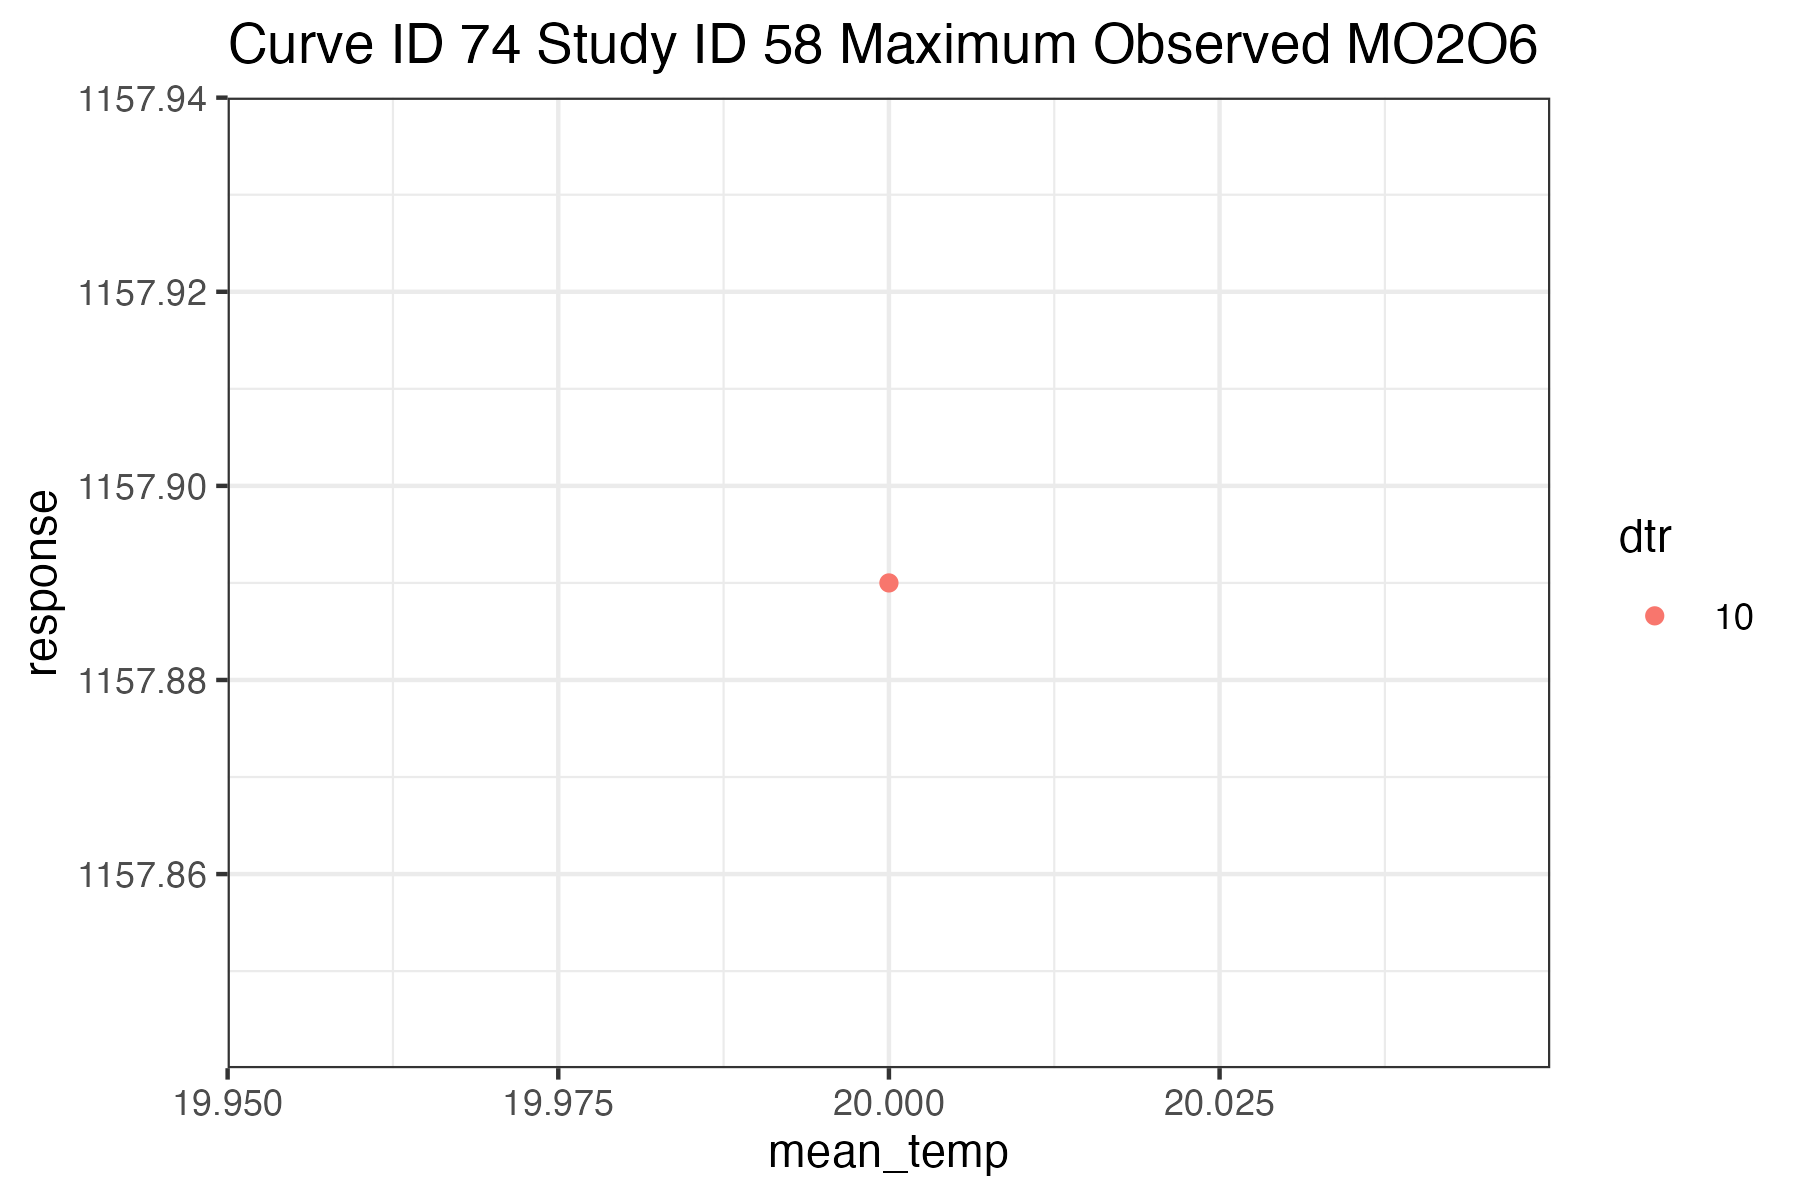 Curve ID 74 Study ID 58 Maximum Observed MO2O6
1157.94
1157.92
1157.90
1157.88
1157.86
response
19.950 19.975 20.000 20.025
mean_temp
dtr
10